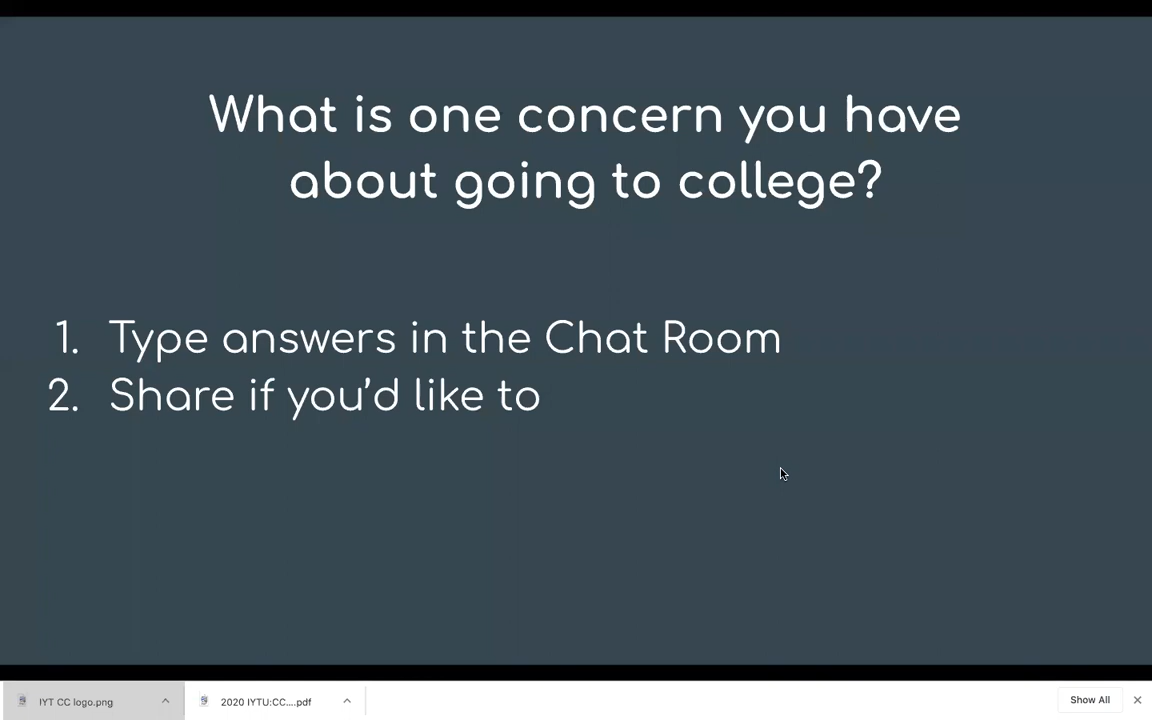 What is one concern you have
about going to college?
1. Type answers in the Chat Room
2. Share if you'd like to
IYT CC logo.png
2020 IYTU:CC....pdf
Show All